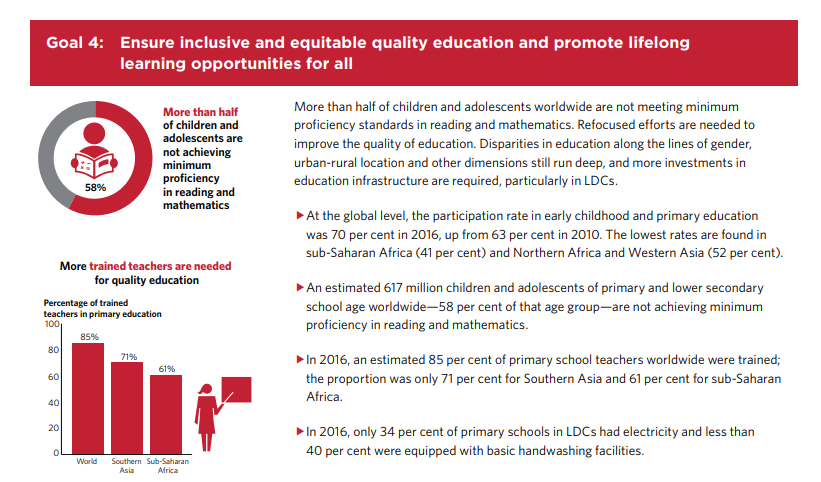 Goal 4: Ensure inclusive and equitable quality education and promote lifelong
learning opportunities for all
58%
More than half
of children and
adolescents are
not achieving
minimum
proficiency
in reading and
mathematics
More trained teachers are needed
for quality education
Percentage of trained
teachers in primary education
100
80
60
40
20
0
85%
71%
61%
World
Southern
Asia
Sub-Saharan
Africa
More than half of children and adolescents worldwide are not meeting minimum
proficiency standards in reading and mathematics. Refocused efforts are needed to
improve the quality of education. Disparities in education along the lines of gender,
urban-rural location and other dimensions still run deep, and more investments in
education infrastructure are required, particularly in LDCs.
▶At the global level, the participation rate in early childhood and primary education
was 70 per cent in 2016, up from 63 per cent in 2010. The lowest rates are found in
sub-Saharan Africa (41 per cent) and Northern Africa and Western Asia (52 per cent).
▶An estimated 617 million children and adolescents of primary and lower secondary
school age worldwide—58 per cent of that age group—are not achieving minimum
proficiency in reading and mathematics.
▶In 2016, an estimated 85 per cent of primary school teachers worldwide were trained;
the proportion was only 71 per cent for Southern Asia and 61 per cent for sub-Saharan
Africa.
▶In 2016, only 34 per cent of primary schools in LDCs had electricity and less than
40 per cent were equipped with basic handwashing facilities.